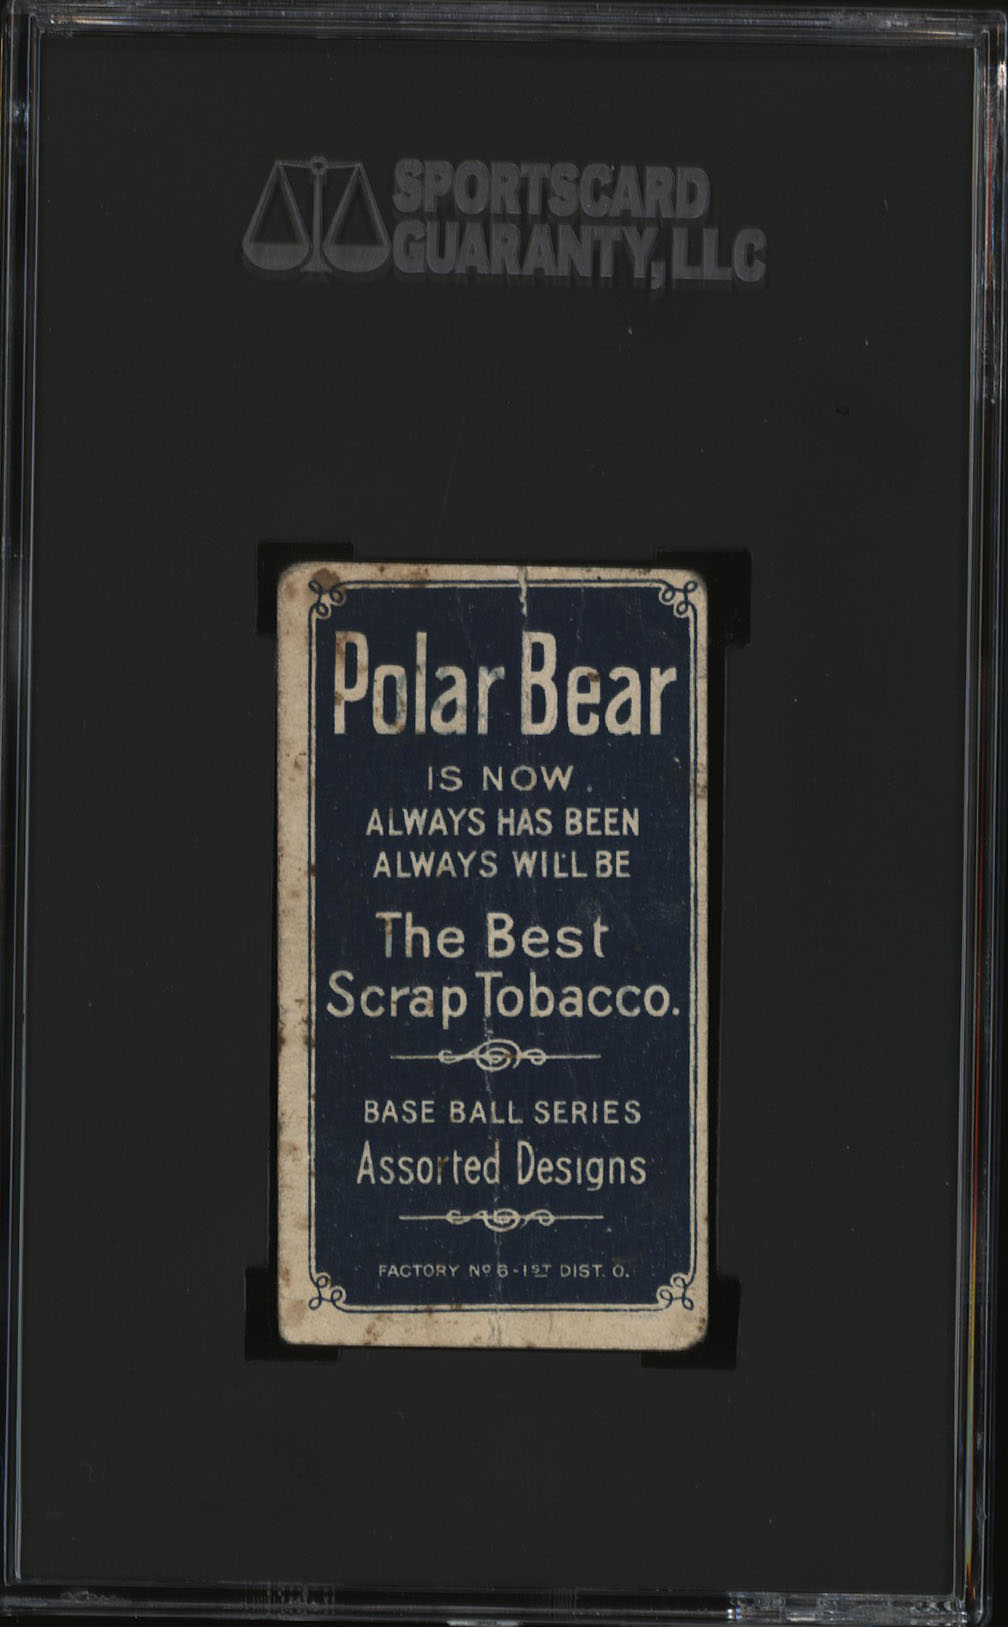 SPORTSCARD
GUARANTY, LLC
Polar Bear
IS NOW
ALWAYS HAS BEEN
ALWAYS WILL BE
The Best
Scrap Tobacco.
BASE BALL SERIES
Assorted Designs
FACTORY Nº 6-1ST DIST. O.